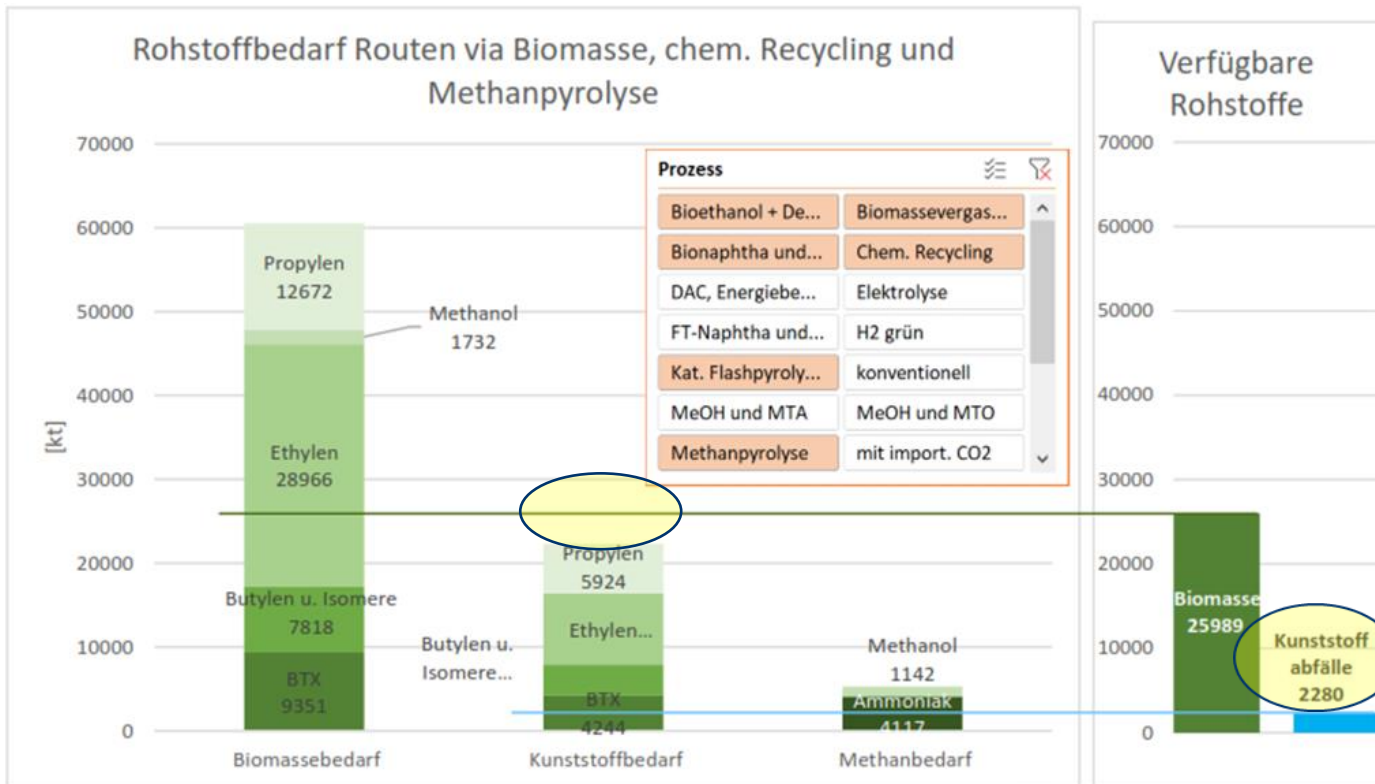 Rohstoffbedarf Routen via Biomasse, chem. Recycling und
Methanpyrolyse
70000
60000
50000
40000
30000
20000
10000
0
[kt]
Propylen
12672
Methanol
1732
Ethylen
28966
Butylen u. Isomere
7818
BTX
9351
Biomassebedarf
Propylen
5924
Ethylen...
Butylen u.
Isomere...
BTX
4244
Kunststoffbedarf
Methanol
1142
Ammoniak
4117
Methanbedarf
Prozess
Bioethanol + De...
Biomassevergas...
Bionaphtha und...
Chem. Recycling
DAC, Energiebe...
Elektrolyse
FT-Naphtha und...
H2 grün
Kat. Flashpyroly...
konventionell
MeOH und MTA
MeOH und MTO
Methanpyrolyse
mit import. CO2
Verfügbare
Rohstoffe
70000
60000
50000
40000
30000
20000
10000
0
Biomasse
25989
Kunststoff
abfälle
2280